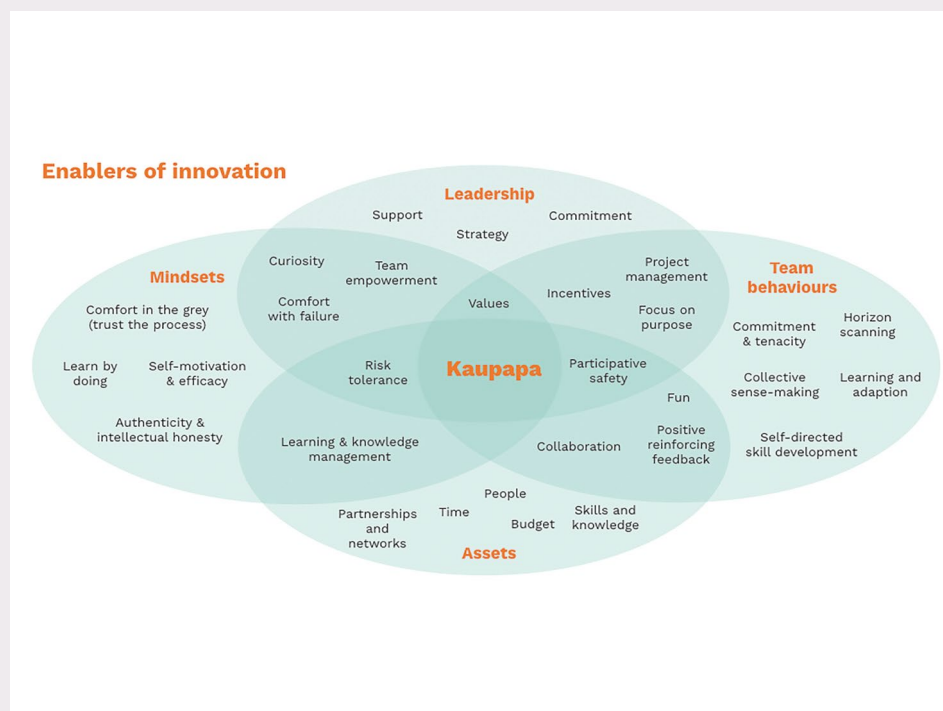 Enablers of innovation
Leadership
Support
Commitment
Strategy
Mindsets
Curiosity
Team
empowerment
Comfort
with failure
Values
Incentives
Project
management
Focus on
purpose
Team
behaviours
Comfort in the grey
(trust the process)
Learn by
doing
Self-motivation
& efficacy
Authenticity &
intellectual honesty
Risk
tolerance
Kaupapa
Participative
safety
Fun
Commitment
& tenacity
Horizon
scanning
Collective
sense-making
Learning and
adaption
Self-directed
skill development
Learning & knowledge
management
Collaboration
Positive
reinforcing
feedback
Partnerships
and
networks
Time
People
Budget
Skills and
knowledge
Assets